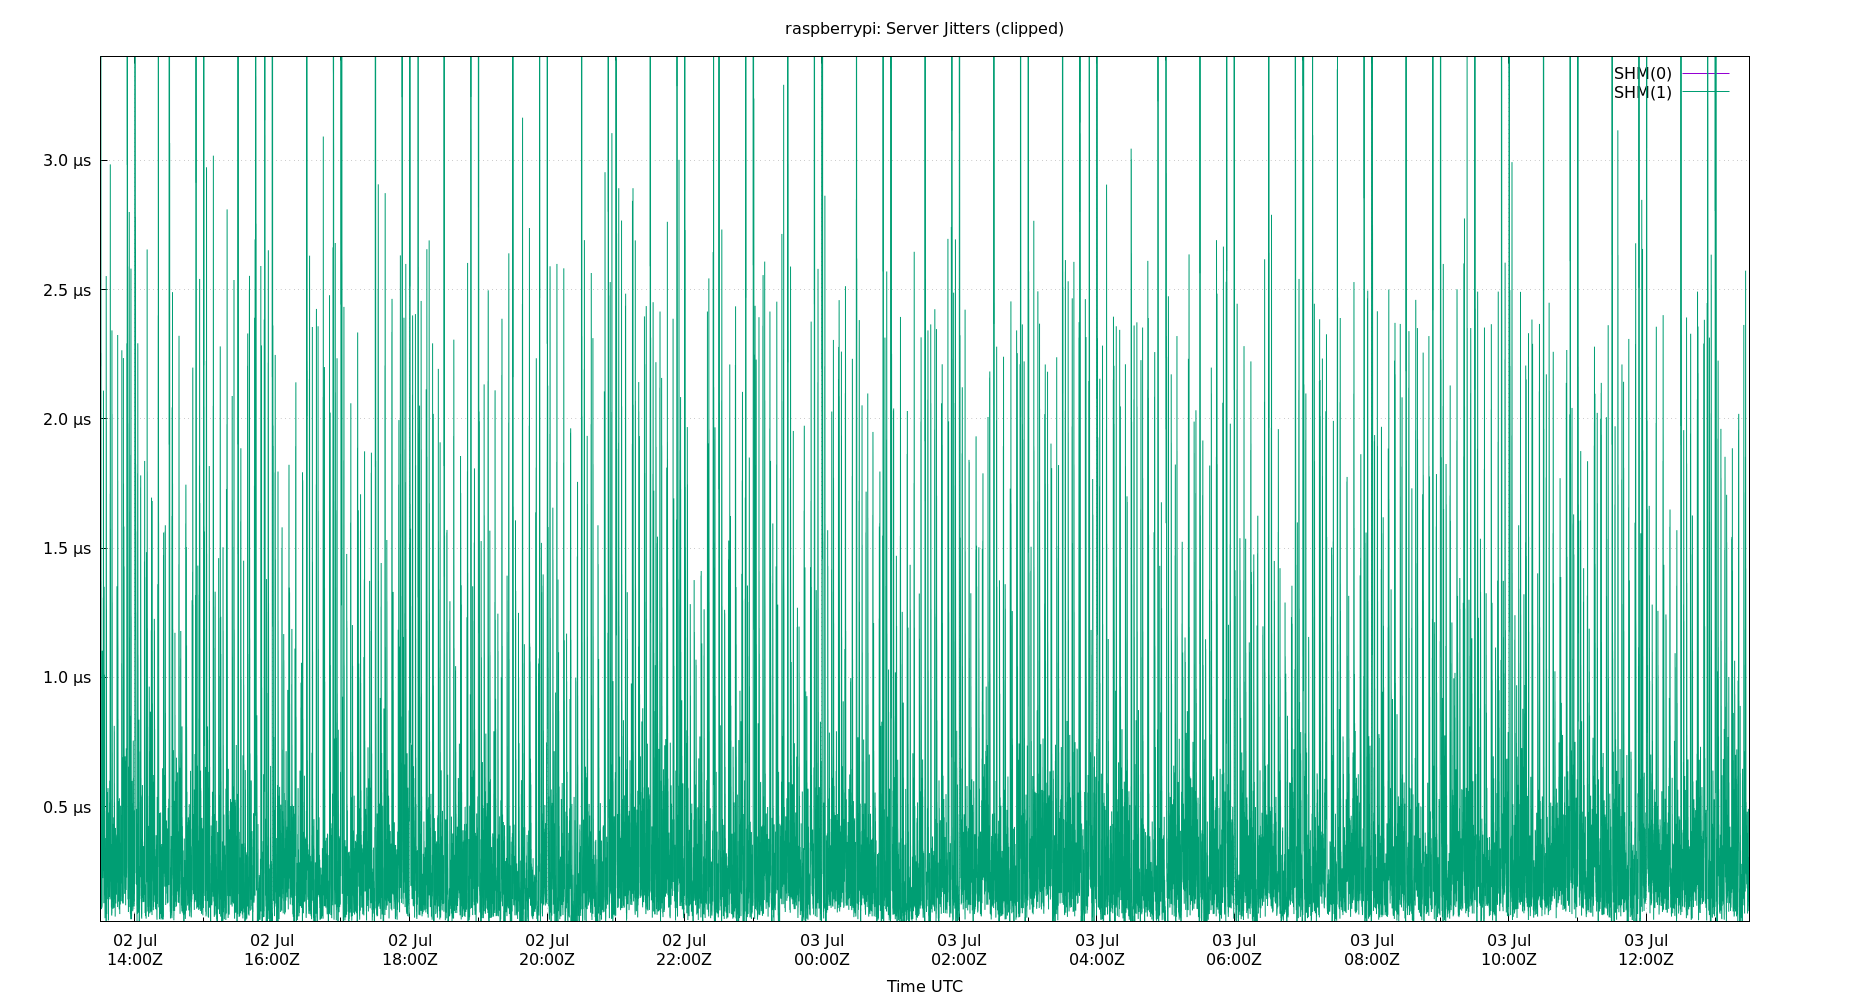 raspberrypi: Server Jitters (clipped)
SHM(0)
SHM(1)
3.0 µs
2.5 µs
2.0 µs
1.5 µs
1.0 µs
0.5 µs
02 Jul 02 Jul 02 Jul 02 Jul 02 Jul 03 Jul 03 Jul 03 Jul 03 Jul 03 Jul 03 Jul 03 Jul
14:00Z 16:00Z 18:00Z 20:00Z 22:00Z 00:00Z 02:00Z 04:00Z 06:00Z 08:00Z 10:00Z 12:00Z
Time UTC